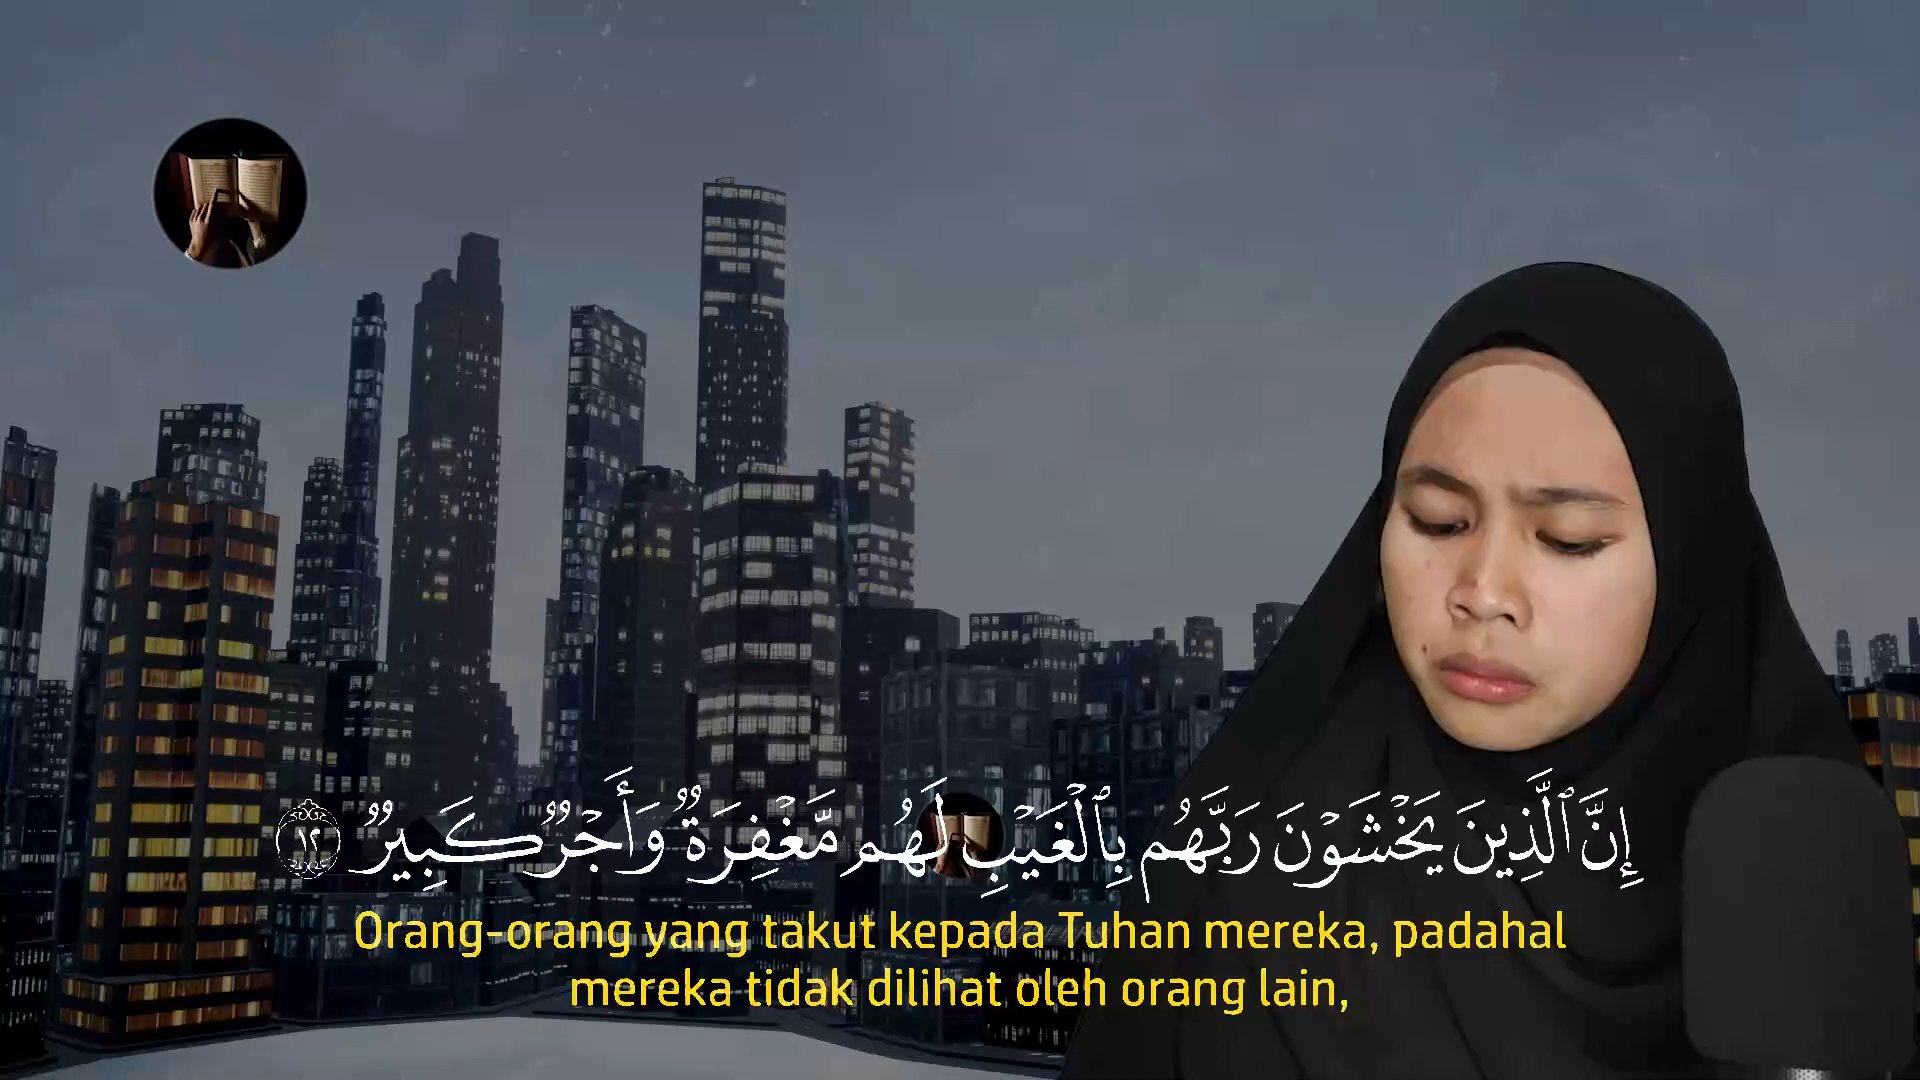 إِنَّ ٱلَّذِينَ يَخْشَوْنَ رَبَّهُم بِٱلْغَيْبِ لَهُم مَّغْفِرَةٌ وَأَجْرٌ كَبِيرٌ ١٢
Orang-orang yang takut kepada Tuhan mereka, padahal
mereka tidak dilihat oleh orang lain,